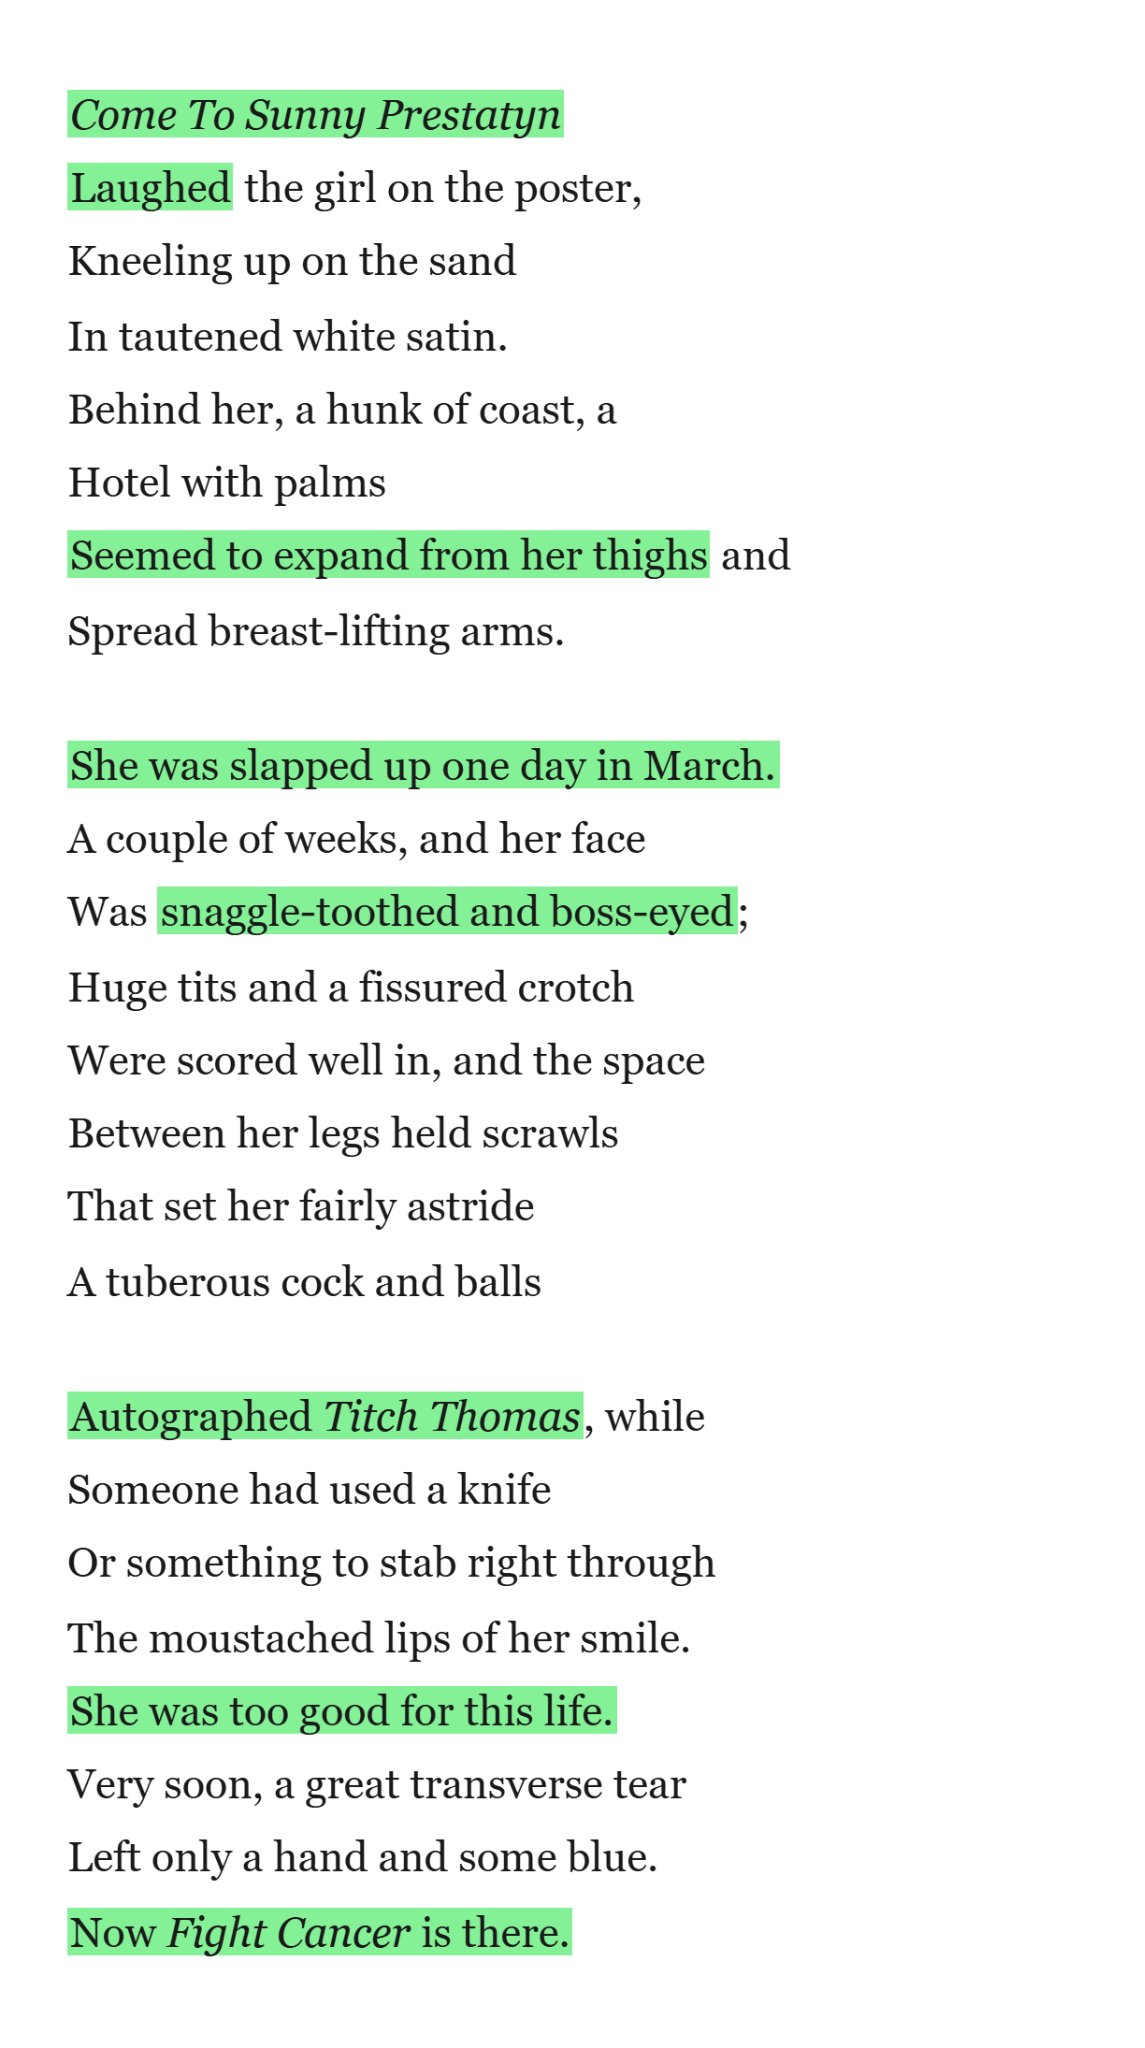 Come To Sunny Prestatyn
Laughed the girl on the poster,
Kneeling up on the sand
In tautened white satin.
Behind her, a hunk of coast, a
Hotel with palms
Seemed to expand from her thighs and
Spread breast-lifting arms.
She was slapped up one day in March.
A couple of weeks, and her face
Was snaggle-toothed and boss-eyed;
Huge tits and a fissured crotch
Were scored well in, and the space
Between her legs held scrawls
That set her fairly astride
A tuberous cock and balls
Autographed Titch Thomas, while
Someone had used a knife
Or something to stab right through
The moustached lips of her smile.
She was too good for this life.
Very soon, a great transverse tear
Left only a hand and some blue.
Now Fight Cancer is there.